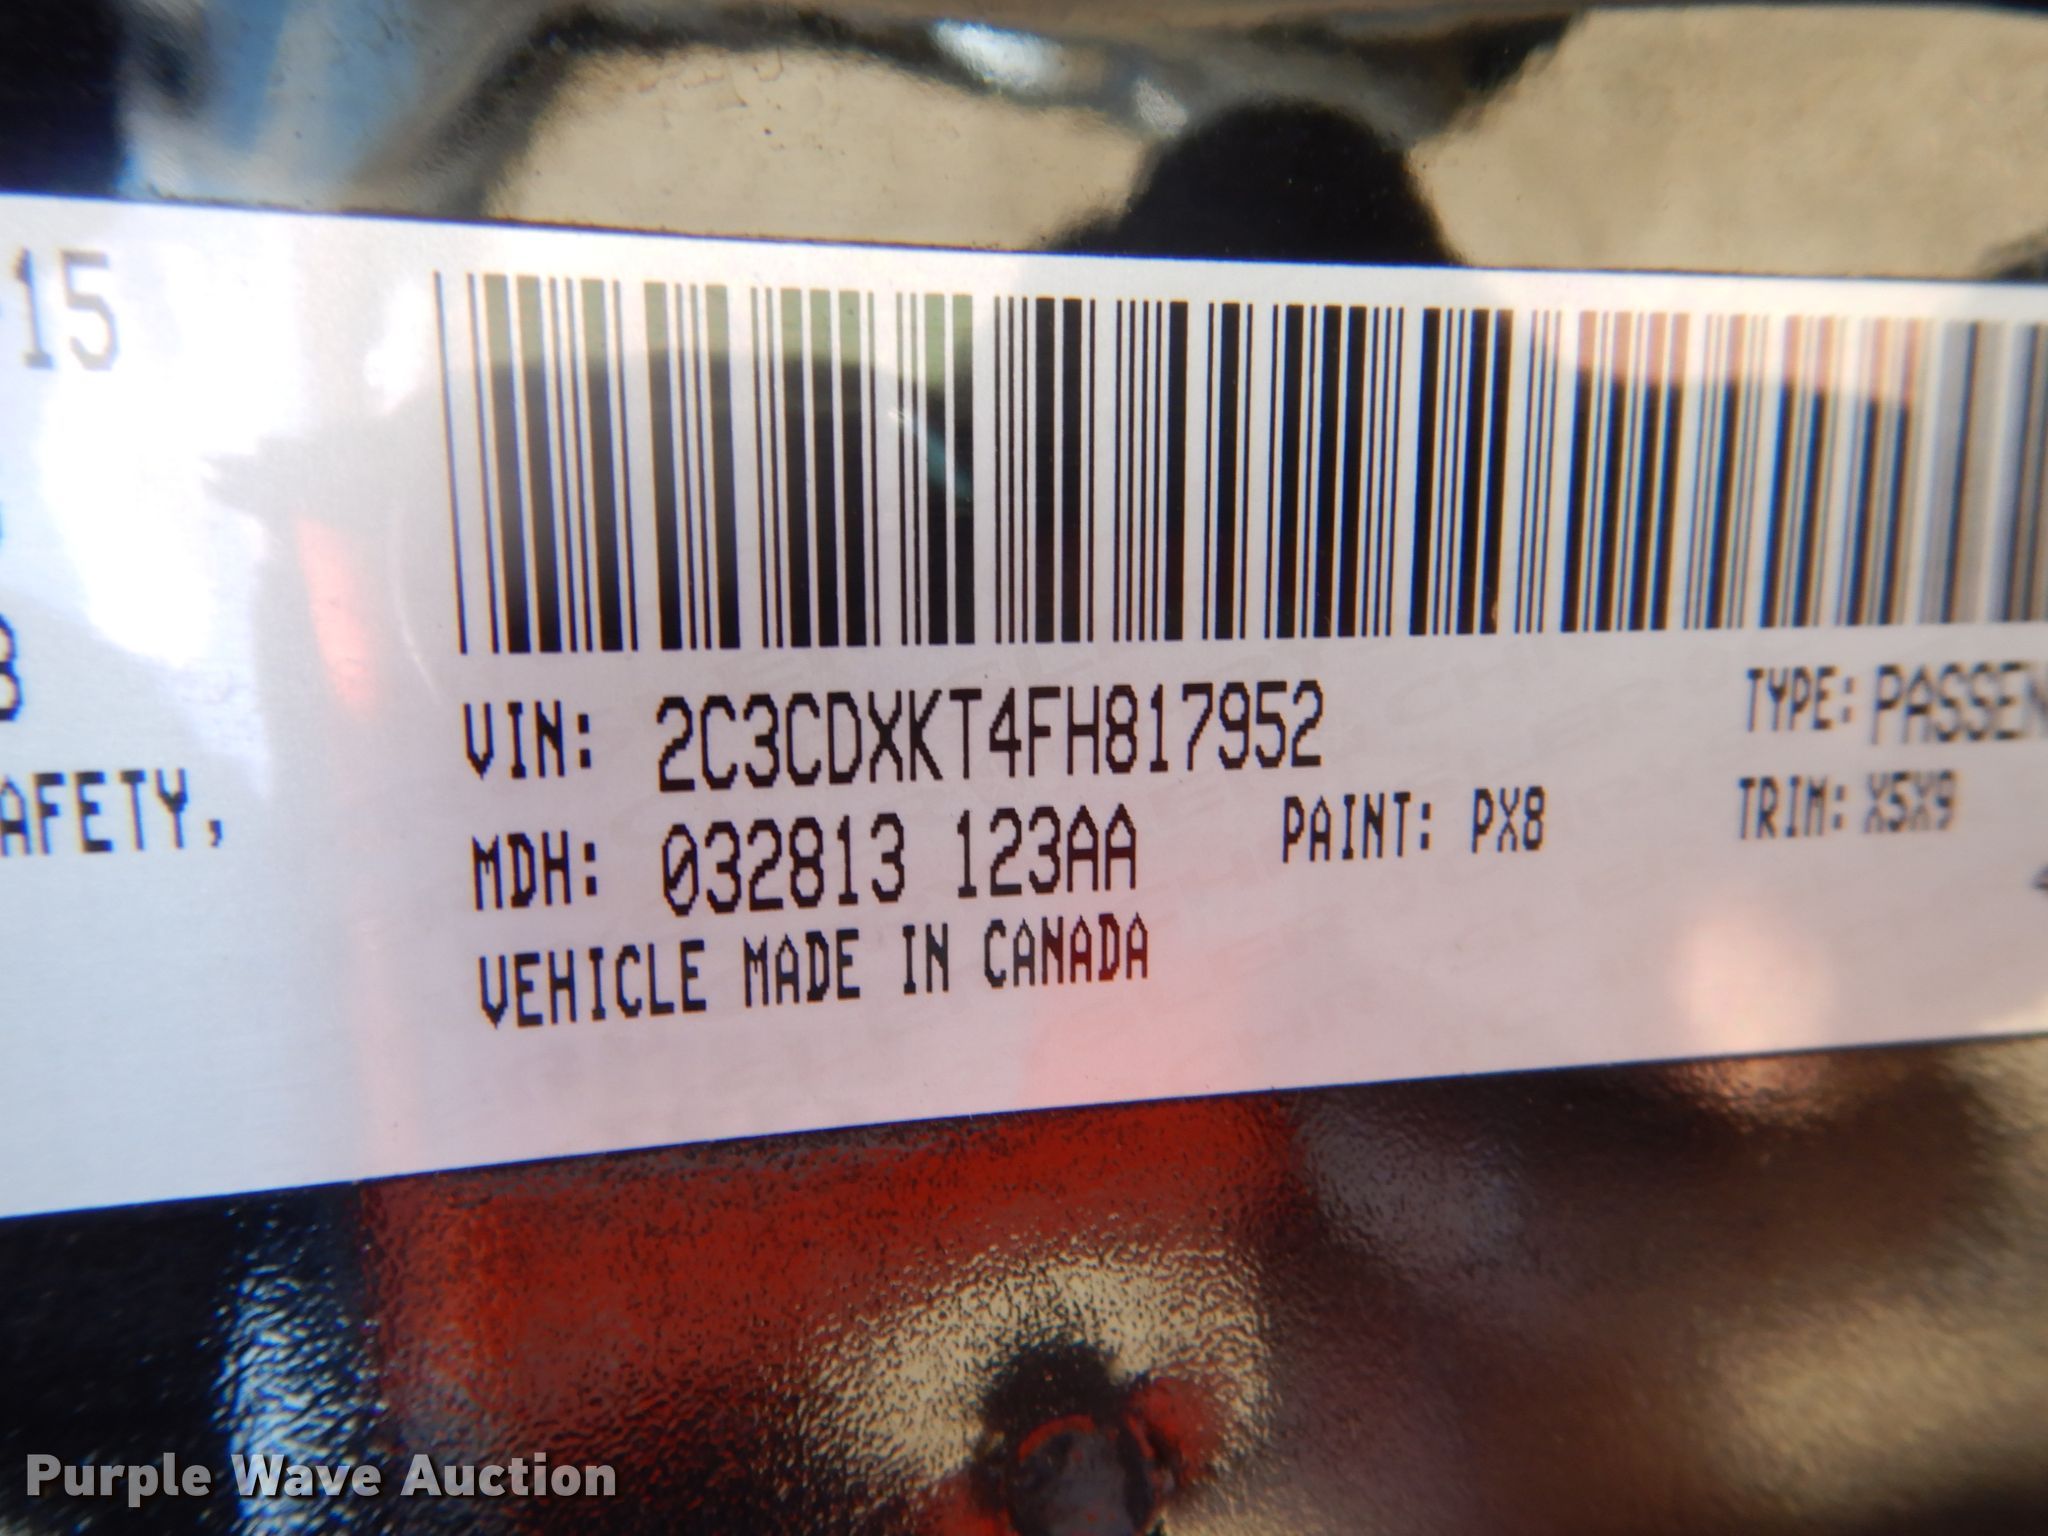 15
VIN: 2C3CDXKT4FH817952
TYPE: PASSEN
AFETY,
MDH: 032813 123AA
PAINT: PX8
TRIM: X5X9
VEHICLE MADE IN CANADA
Purple Wave Auction